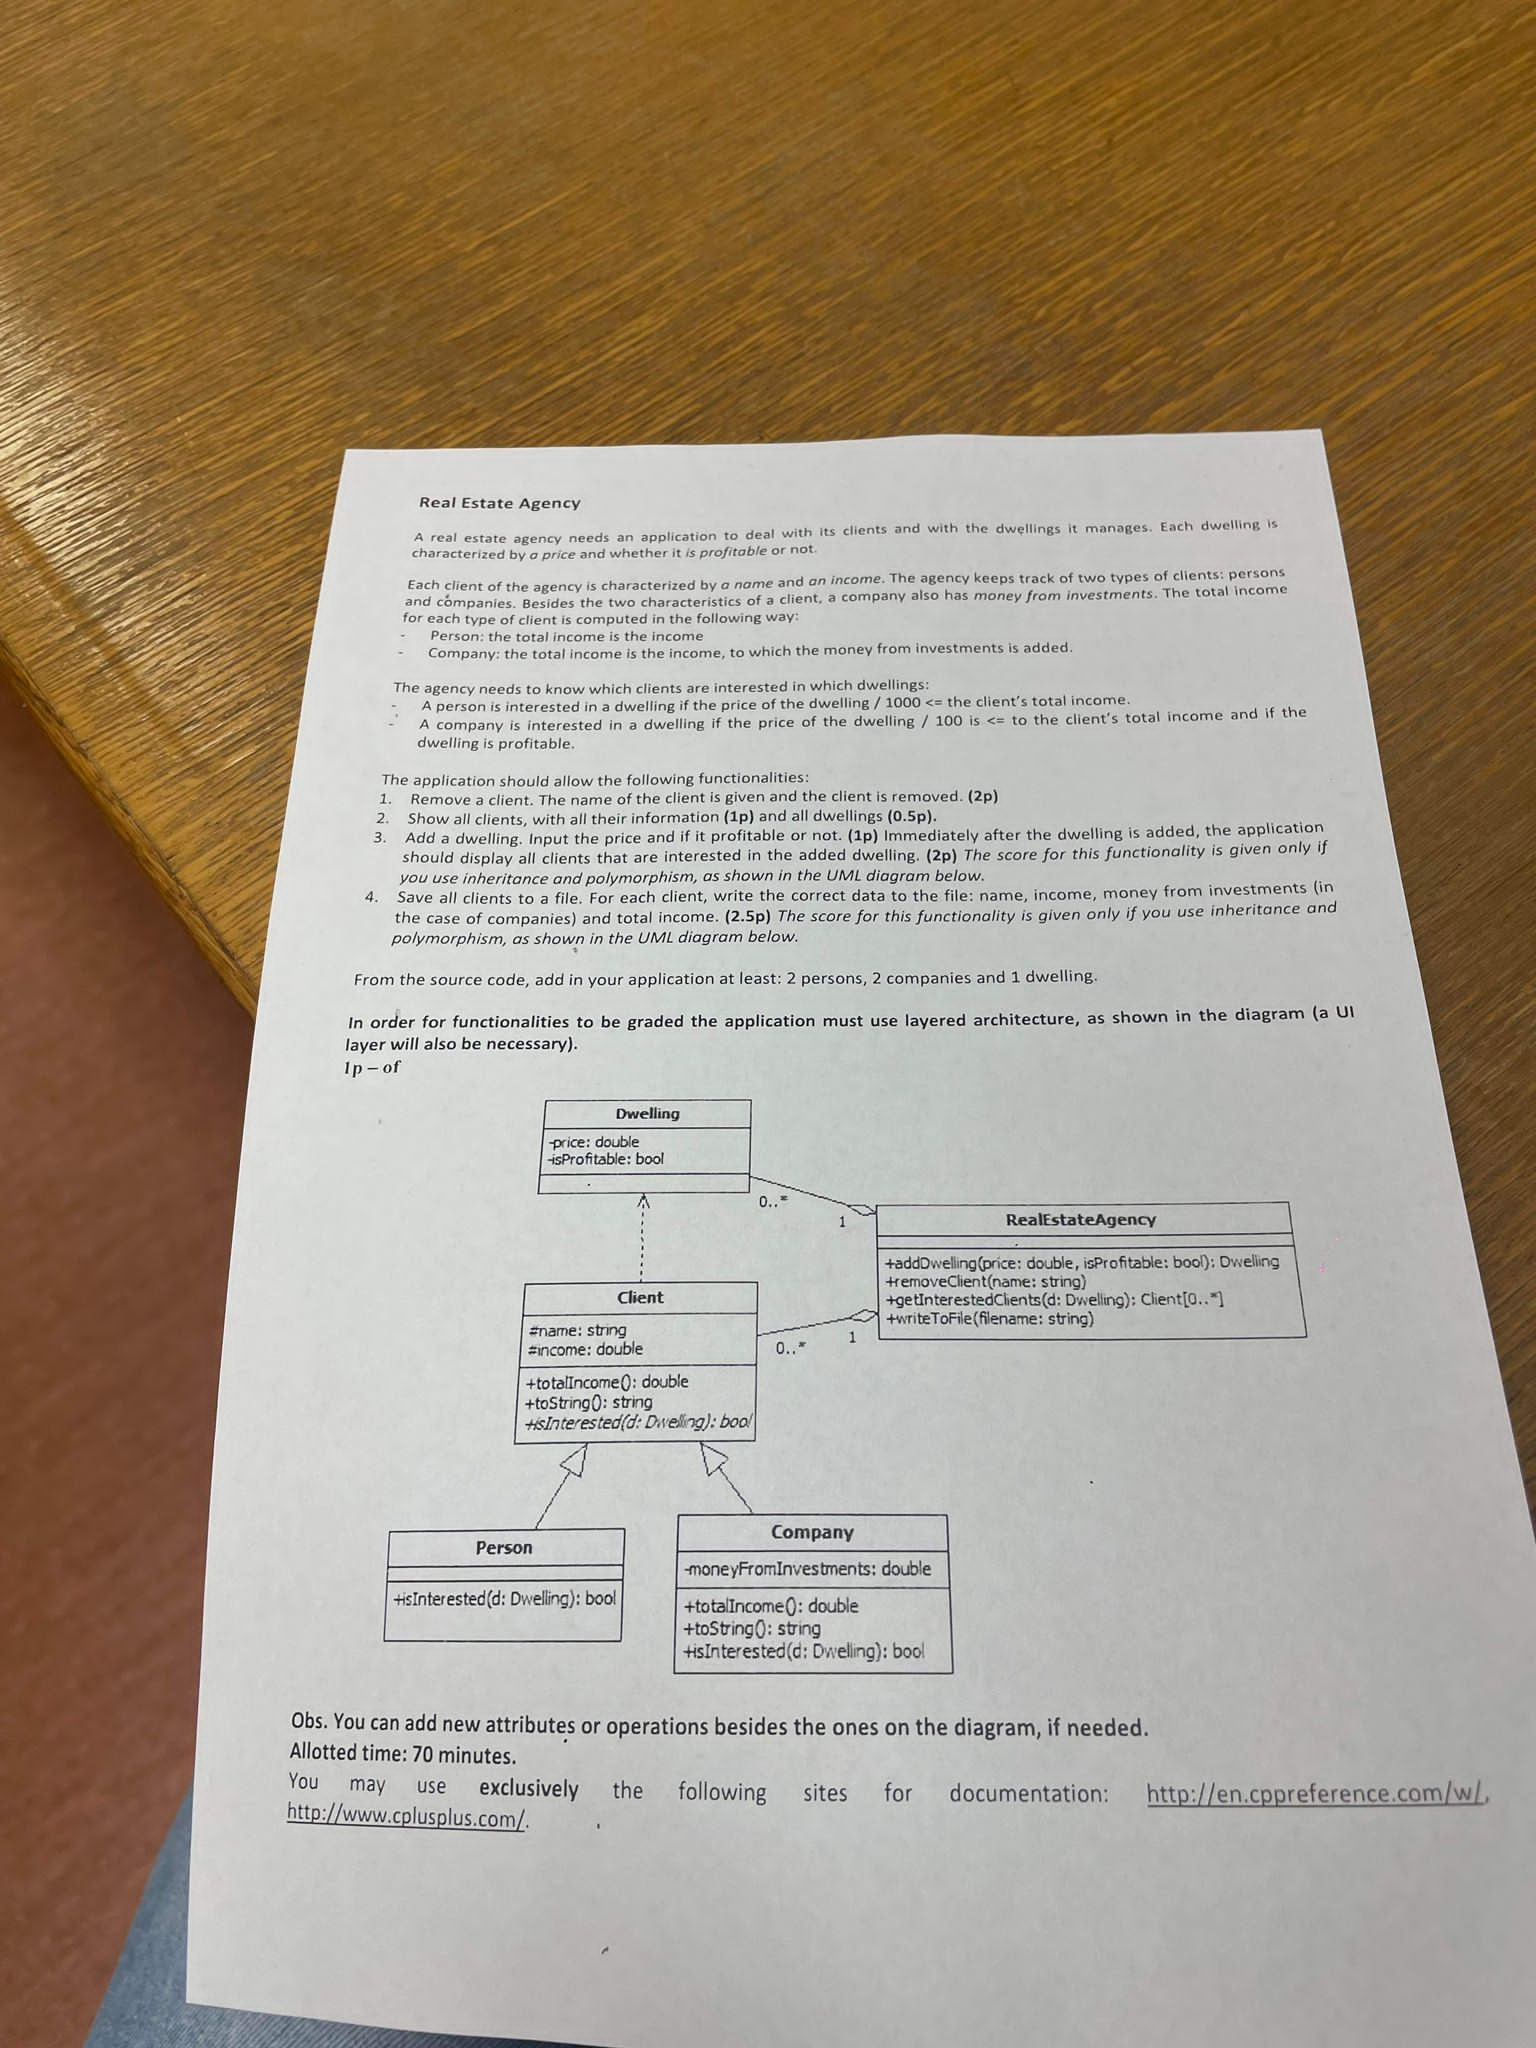 Real Estate Agency
A real estate agency needs an application to deal with its clients and with the dwellings it manages. Each dwelling is
characterized by a price and whether it is profitable or not.
Each client of the agency is characterized by a name and an income. The agency keeps track of two types of clients: persons
and companies. Besides the two characteristics of a client, a company also has money from investments. The total income
for each type of client is computed in the following way:
- Person: the total income is the income
- Company: the total income is the income, to which the money from investments is added.
The agency needs to know which clients are interested in which dwellings:
- A person is interested in a dwelling if the price of the dwelling / 1000 <= the client's total income.
- A company is interested in a dwelling if the price of the dwelling / 100 is <= to the client's total income and if the
dwelling is profitable.
The application should allow the following functionalities:
1. Remove a client. The name of the client is given and the client is removed. (2p)
2. Show all clients, with all their information (1p) and all dwellings (0.5p).
3. Add a dwelling. Input the price and if it profitable or not. (1p) Immediately after the dwelling is added, the application
should display all clients that are interested in the added dwelling. (2p) The score for this functionality is given only if
you use inheritance and polymorphism, as shown in the UML diagram below.
4. Save all clients to a file. For each client, write the correct data to the file: name, income, money from investments (in
the case of companies) and total income. (2.5p) The score for this functionality is given only if you use inheritance and
polymorphism, as shown in the UML diagram below.
From the source code, add in your application at least: 2 persons, 2 companies and 1 dwelling.
In order for functionalities to be graded the application must use layered architecture, as shown in the diagram (a UI
layer will also be necessary).
1p – of
Dwelling
-price: double
-isProfitable: bool
0..*
1
RealEstateAgency
+addDwelling(price: double, isProfitable: bool): Dwelling
+removeClient(name: string)
+getInterestedClients(d: Dwelling): Client[0..*]
+writeToFile(filename: string)
Client
#name: string
#income: double
+totalIncome(): double
+toString(): string
+isInterested(d: Dwelling): bool
0..*
1
Person
+isInterested(d: Dwelling): bool
Company
-moneyFromInvestments: double
+totalIncome(): double
+toString(): string
+isInterested(d: Dwelling): bool
Obs. You can add new attributes or operations besides the ones on the diagram, if needed.
Allotted time: 70 minutes.
You may use exclusively the following sites for documentation: http://en.cppreference.com/w/,
http://www.cplusplus.com/.